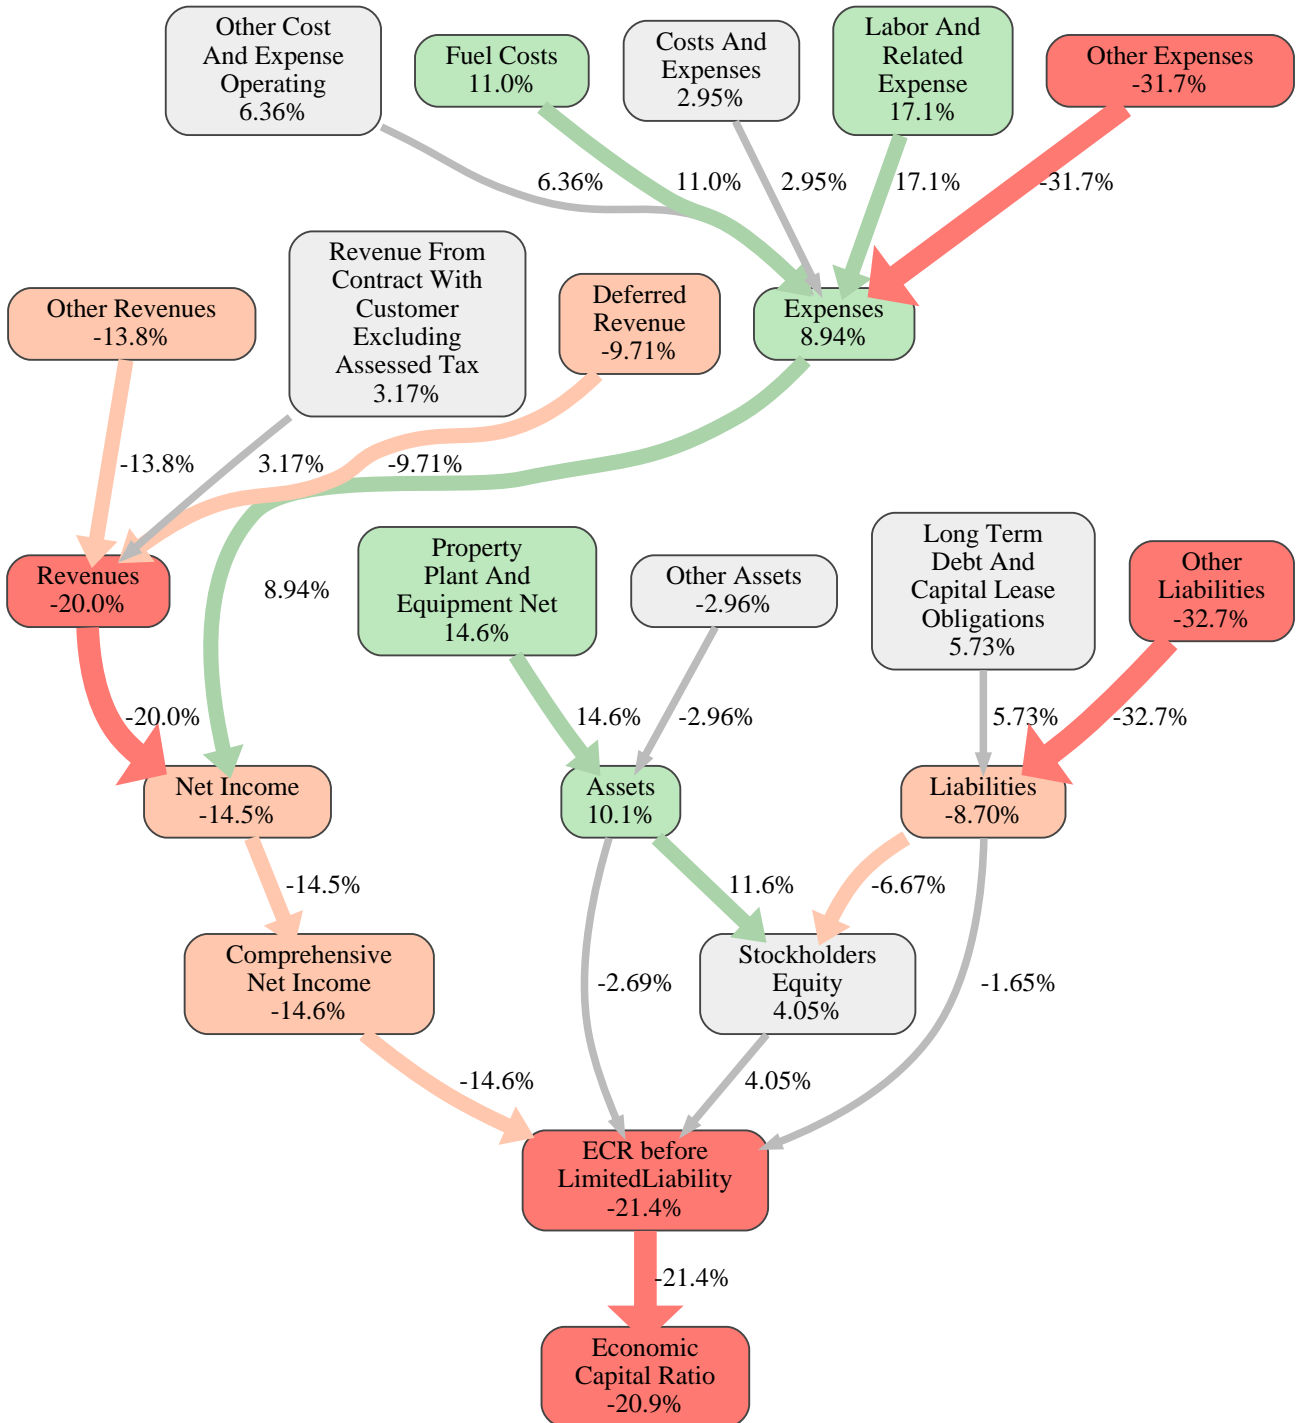 Other Cost
And Expense
Operating
6.36%
Fuel Costs
11.0%
Costs And
Expenses
2.95%
Labor And
Related
Expense
17.1%
Other Expenses
-31.7%
6.36%
11.0%
2.95%
17.1%
-31.7%
Other Revenues
-13.8%
Revenue From
Contract With
Customer
Excluding
Assessed Tax
3.17%
Deferred
Revenue
-9.71%
Expenses
8.94%
-13.8%
3.17%
-9.71%
Revenues
-20.0%
8.94%
Property
Plant And
Equipment Net
14.6%
Other Assets
-2.96%
Long Term
Debt And
Capital Lease
Obligations
5.73%
Other
Liabilities
-32.7%
-20.0%
14.6%
-2.96%
5.73%
-32.7%
Net Income
-14.5%
Assets
10.1%
Liabilities
-8.70%
-14.5%
11.6%
-6.67%
Comprehensive
Net Income
-14.6%
-2.69%
Stockholders
Equity
4.05%
-1.65%
-14.6%
4.05%
ECR before
LimitedLiability
-21.4%
-21.4%
Economic
Capital Ratio
-20.9%